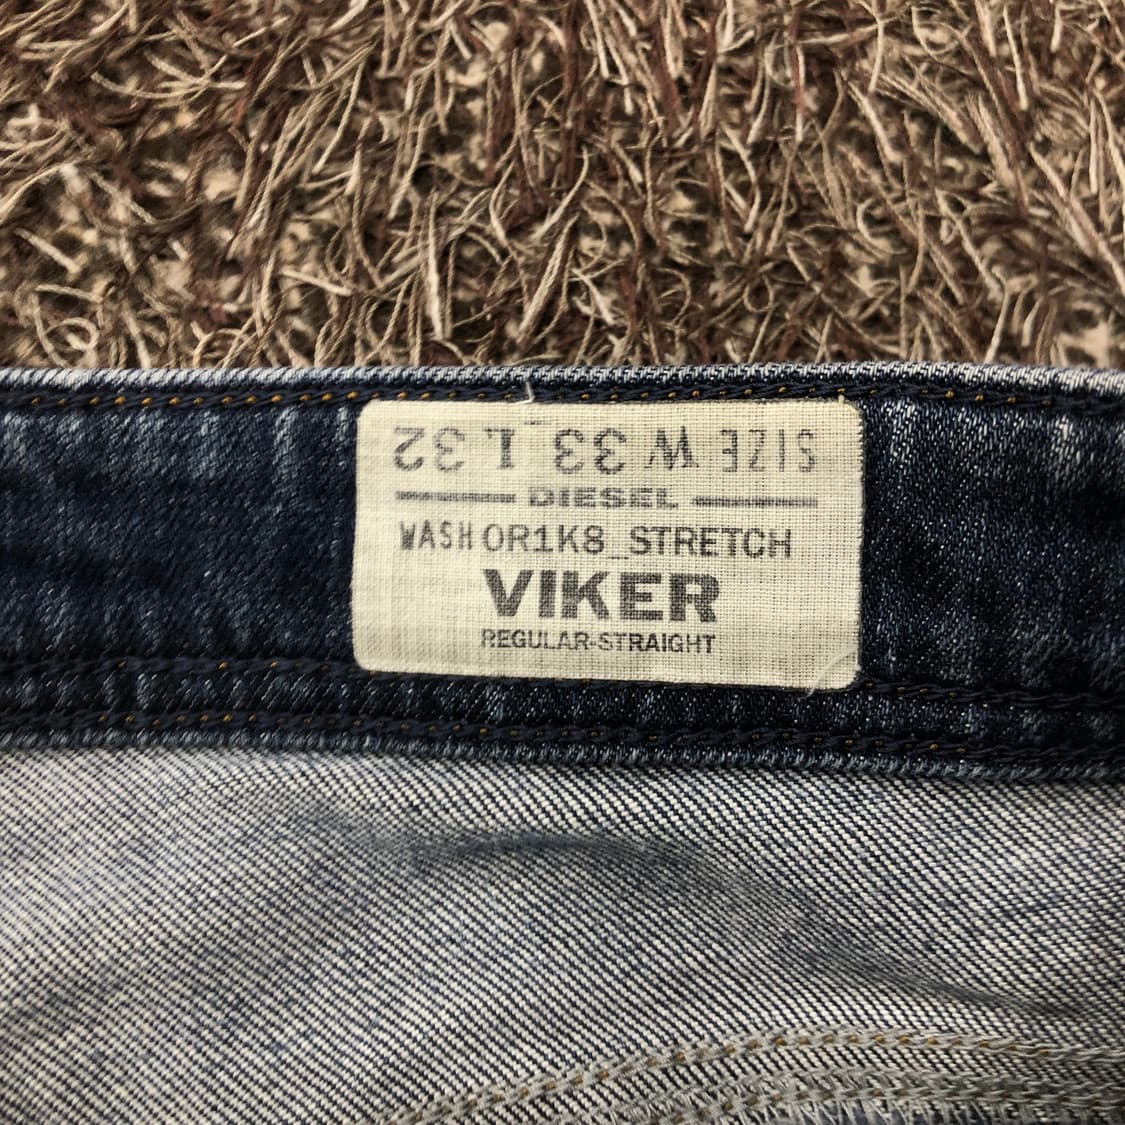 SIZE W 33 L 32
DIESEL
WASH 0R1K8_STRETCH
VIKER
REGULAR-STRAIGHT